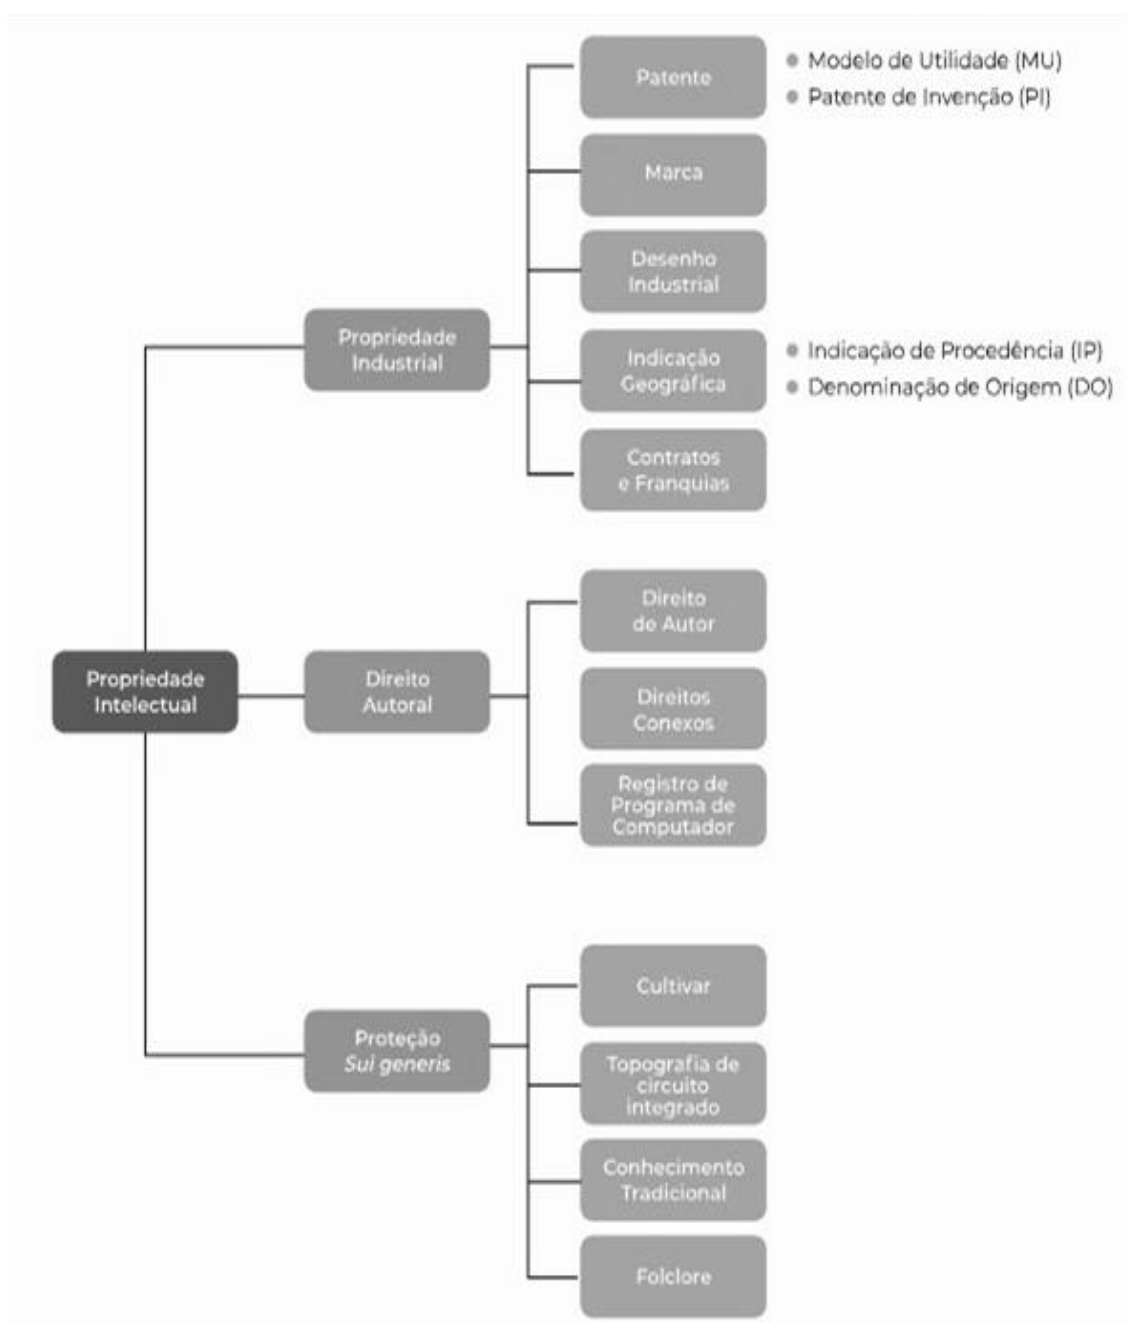 Patente
Modelo de Utilidade (MU)
Patente de Invenção (PI)
Marca
Desenho
Industrial
Propriedade
Industrial
Indicação
Geográfica
Indicação de Procedência (IP)
Denominação de Origem (DO)
Contratos
e Franquias
Direito
de Autor
Propriedade
Intelectual
Direito
Autoral
Direitos
Conexos
Registro de
Programa de
Computador
Cultivar
Proteção
Sui generis
Topografia de
circuito
integrado
Conhecimento
Tradicional
Folclore